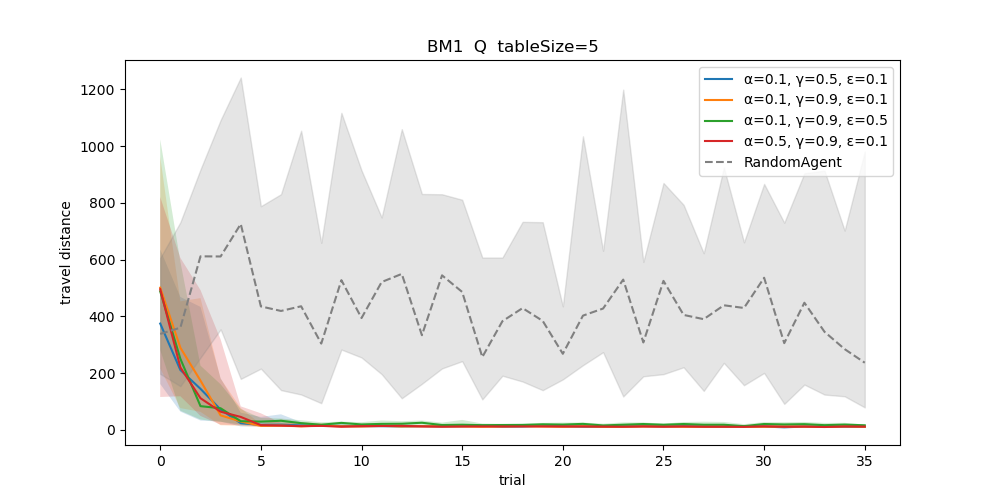 BM1  Q  tableSize=5
travel distance
1200
1000
800
600
400
200
0
α=0.1, γ=0.5, ε=0.1
α=0.1, γ=0.9, ε=0.1
α=0.1, γ=0.9, ε=0.5
α=0.5, γ=0.9, ε=0.1
RandomAgent
0 5 10 15 20 25 30 35
trial